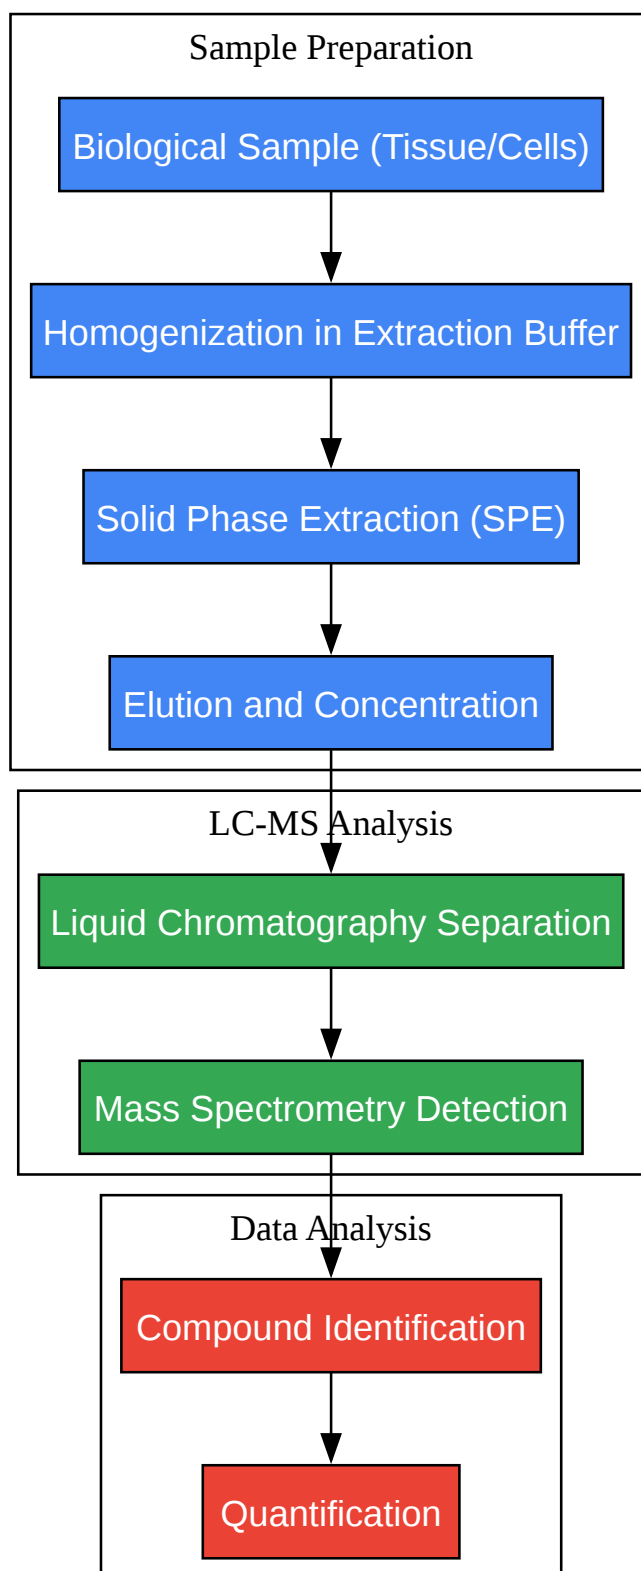 Sample Preparation
Biological Sample (Tissue/Cells)
Homogenization in Extraction Buffer
Solid Phase Extraction (SPE)
Elution and Concentration
LC-MS Analysis
Liquid Chromatography Separation
Mass Spectrometry Detection
Data Analysis
Compound Identification
Quantification